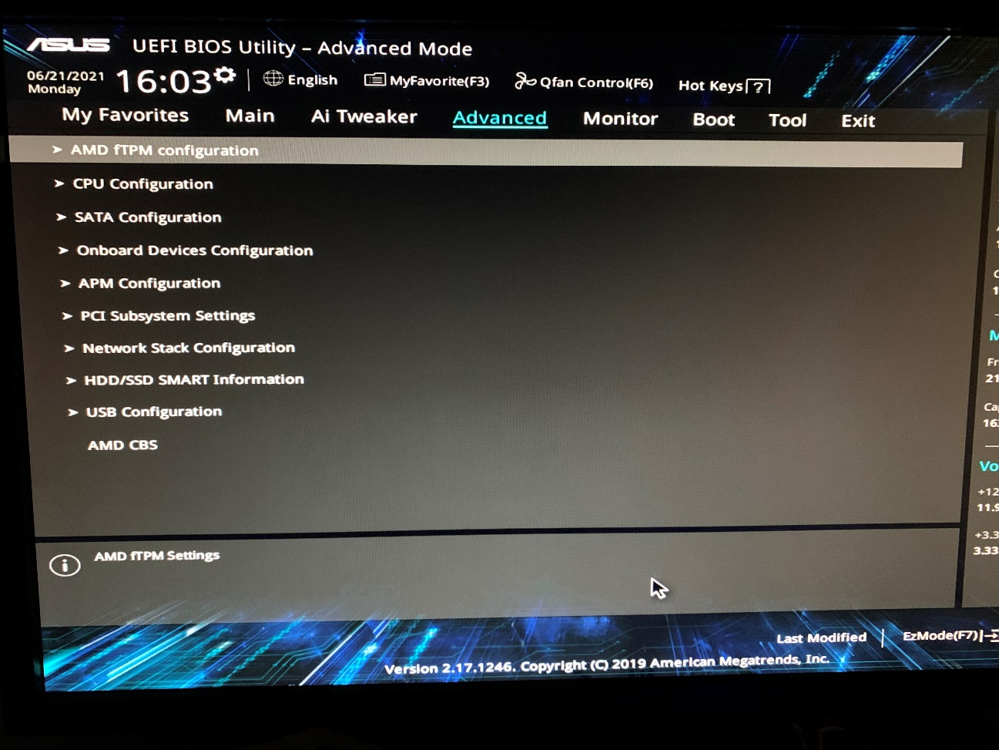 ASUS UEFI BIOS Utility – Advanced Mode
06/21/2021
Monday
16:03
English
MyFavorite(F3)
Qfan Control(F6)
Hot Keys ?
My Favorites Main Ai Tweaker Advanced Monitor Boot Tool Exit
> AMD fTPM configuration
> CPU Configuration
> SATA Configuration
> Onboard Devices Configuration
> APM Configuration
> PCI Subsystem Settings
> Network Stack Configuration
> HDD/SSD SMART Information
> USB Configuration
AMD CBS
Fr
21
Ca
163
Vo
+12
11.9
+3.3
3.33
i AMD fTPM Settings
Last Modified | EzMode(F7)
Version 2.17.1246. Copyright (C) 2019 American Megatrends, Inc.